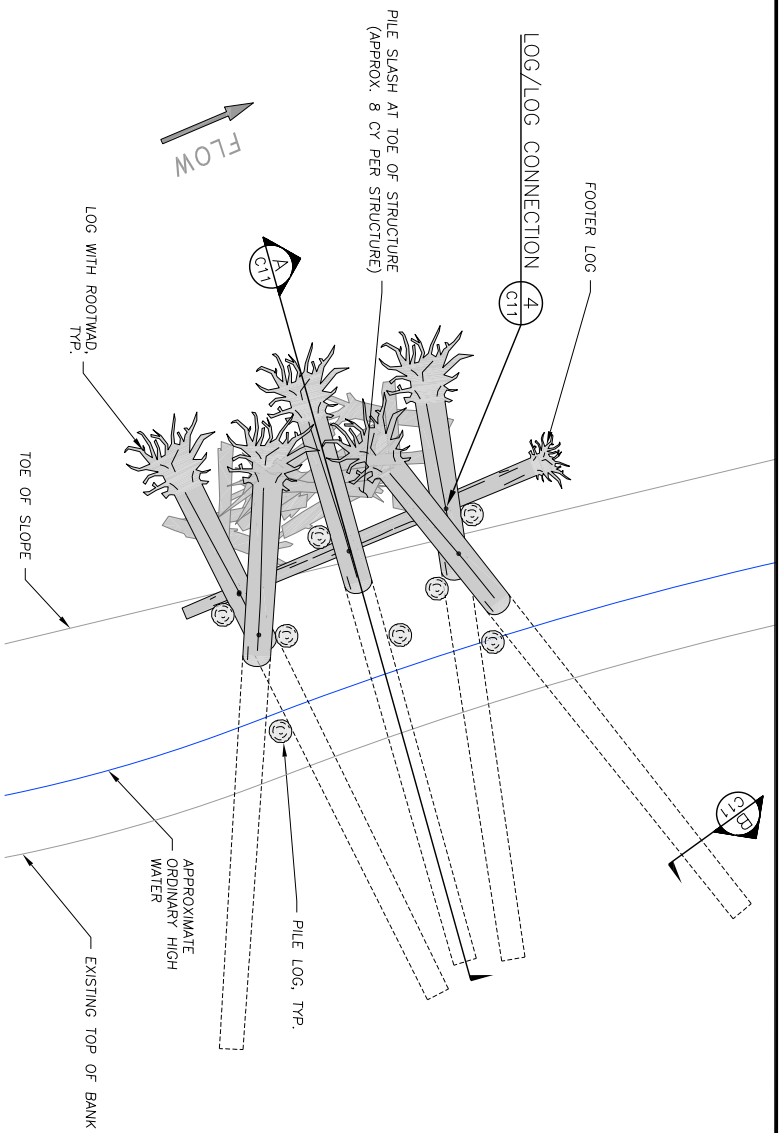 FOOTER LOG
LOG/LOG CONNECTION
4
C11
PILE SLASH AT TOE OF STRUCTURE
(APPROX. 8 CY PER STRUCTURE)
FLOW
A
C11
LOG WITH ROOTWAD,
TYP.
TOE OF SLOPE
B
C11
PILE LOG, TYP.
APPROXIMATE
ORDINARY HIGH
WATER
EXISTING TOP OF BANK